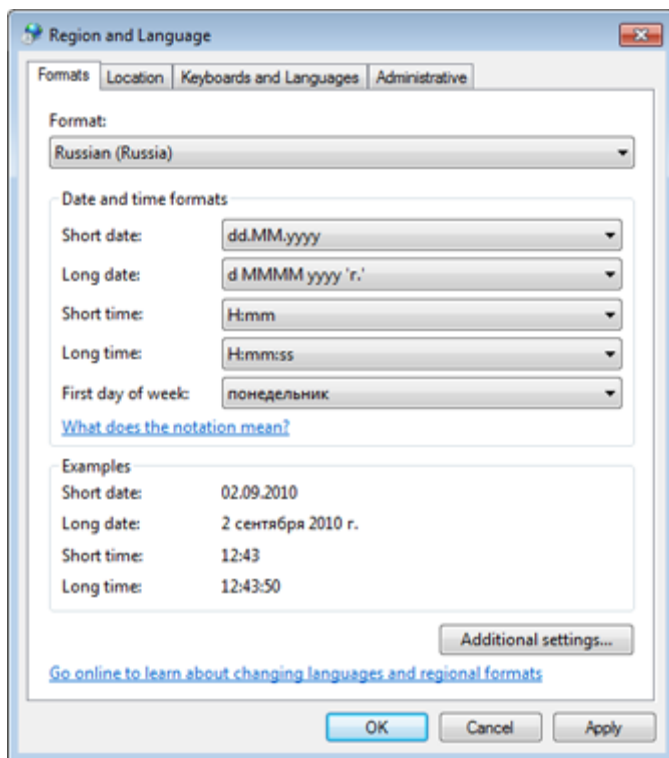 Region and Language
Formats Location Keyboards and Languages Administrative
Format:
Russian (Russia)
Date and time formats
Short date: dd.MM.yyyy
Long date: d MMMM yyyy 'г.'
Short time: H:mm
Long time: H:mm:ss
First day of week: понедельник
What does the notation mean?
Examples
Short date: 02.09.2010
Long date: 2 сентября 2010 г.
Short time: 12:43
Long time: 12:43:50
Additional settings...
Go online to learn about changing languages and regional formats
OK Cancel Apply